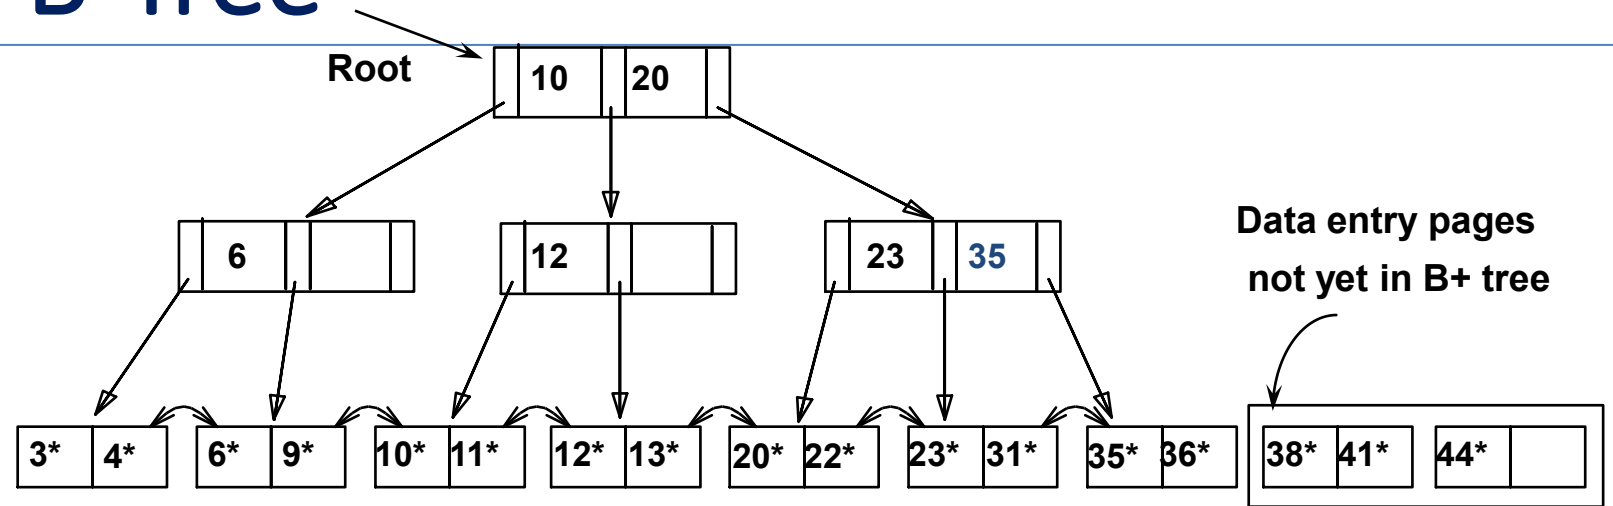 Root
10 20
Data entry pages
not yet in B+ tree
6 12 23 35
3* 4* 6* 9* 10* 11* 12* 13* 20* 22* 23* 31* 35* 36* 38* 41* 44*